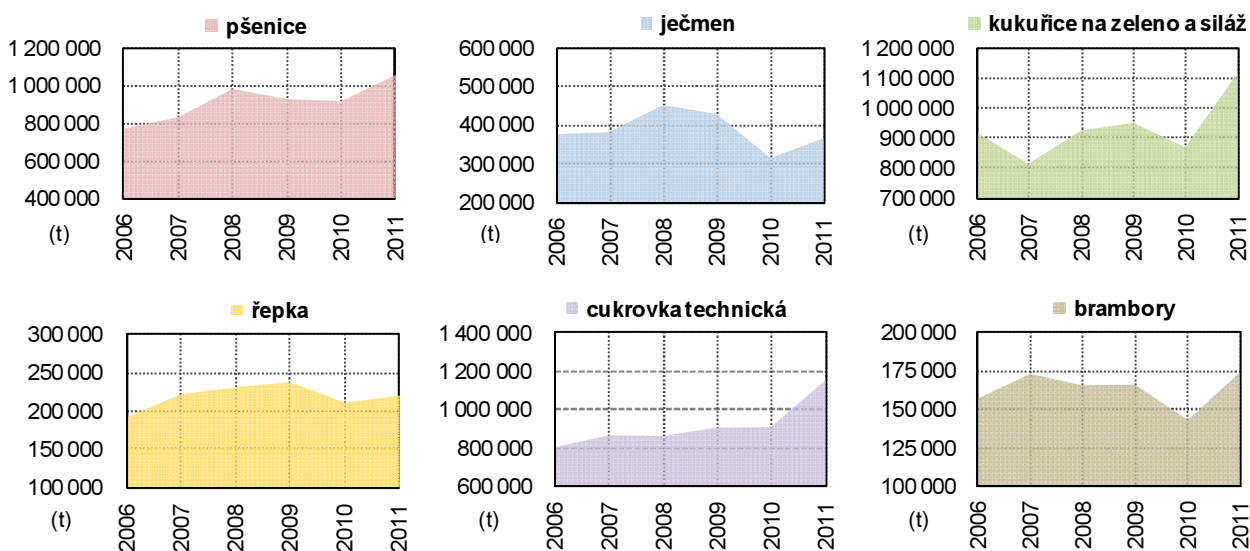 pšenice
1 200 000
1 000 000
800 000
600 000
400 000
(t)
2006
2007
2008
2009
2010
2011
ječmen
600 000
500 000
400 000
300 000
200 000
(t)
2006
2007
2008
2009
2010
2011
kukuřice na zeleno a siláž
1 200 000
1 100 000
1 000 000
900 000
800 000
700 000
(t)
2006
2007
2008
2009
2010
2011
řepka
300 000
250 000
200 000
150 000
100 000
(t)
2006
2007
2008
2009
2010
2011
cukrovka technická
1 400 000
1 200 000
1 000 000
800 000
600 000
(t)
2006
2007
2008
2009
2010
2011
brambory
200 000
175 000
150 000
125 000
100 000
(t)
2006
2007
2008
2009
2010
2011